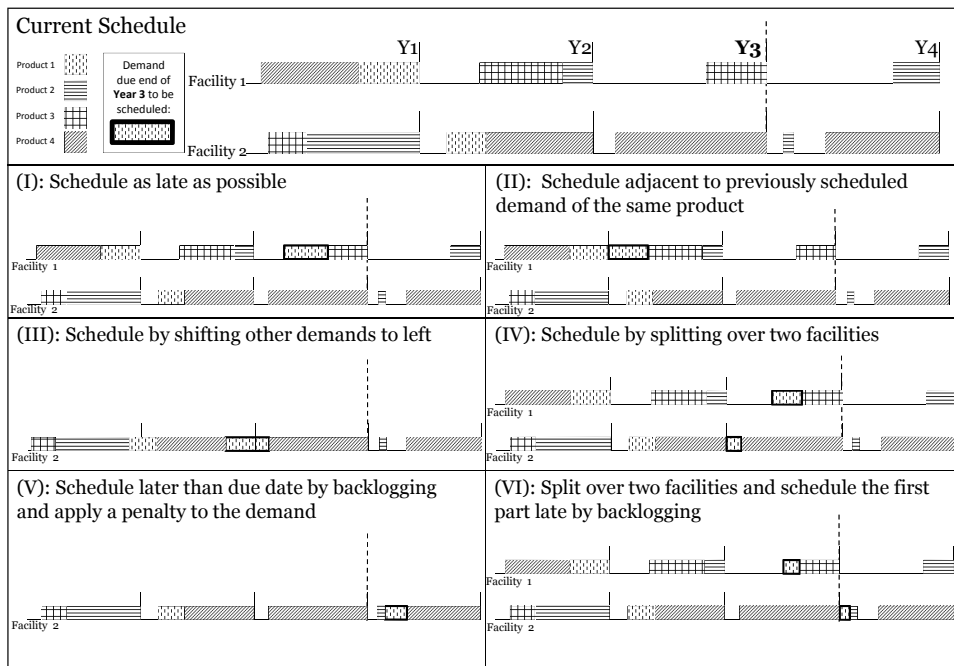 Current Schedule
Y1
Y2
Y3
Y4
Product 1
Product 2
Product 3
Product 4
Demand
due end of
Year 3 to be
scheduled:
Facility 1
Facility 2
(I): Schedule as late as possible
Facility 1
Facility 2
(II): Schedule adjacent to previously scheduled
demand of the same product
Facility 1
Facility 2
(III): Schedule by shifting other demands to left
Facility 2
(IV): Schedule by splitting over two facilities
Facility 1
Facility 2
(V): Schedule later than due date by backlogging
and apply a penalty to the demand
Facility 2
(VI): Split over two facilities and schedule the first
part late by backlogging
Facility 1
Facility 2